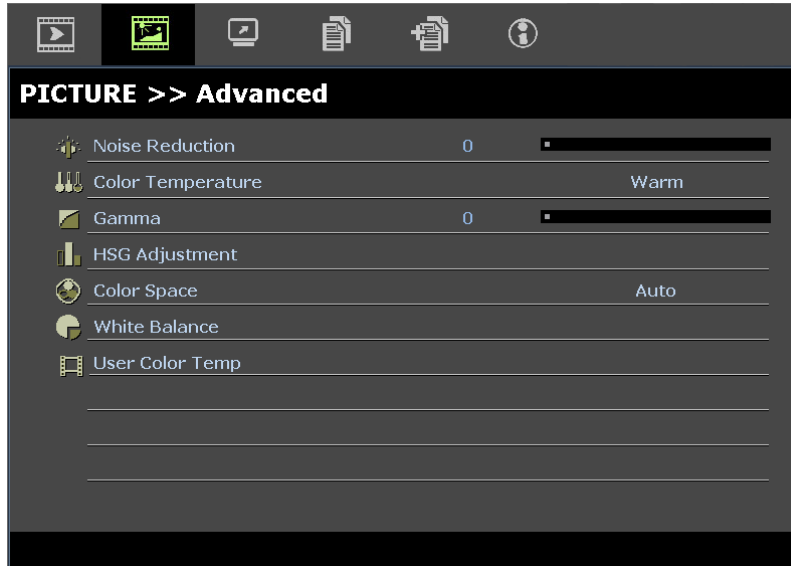 PICTURE >> Advanced
Noise Reduction 0
Color Temperature Warm
Gamma 0
HSG Adjustment
Color Space Auto
White Balance
User Color Temp